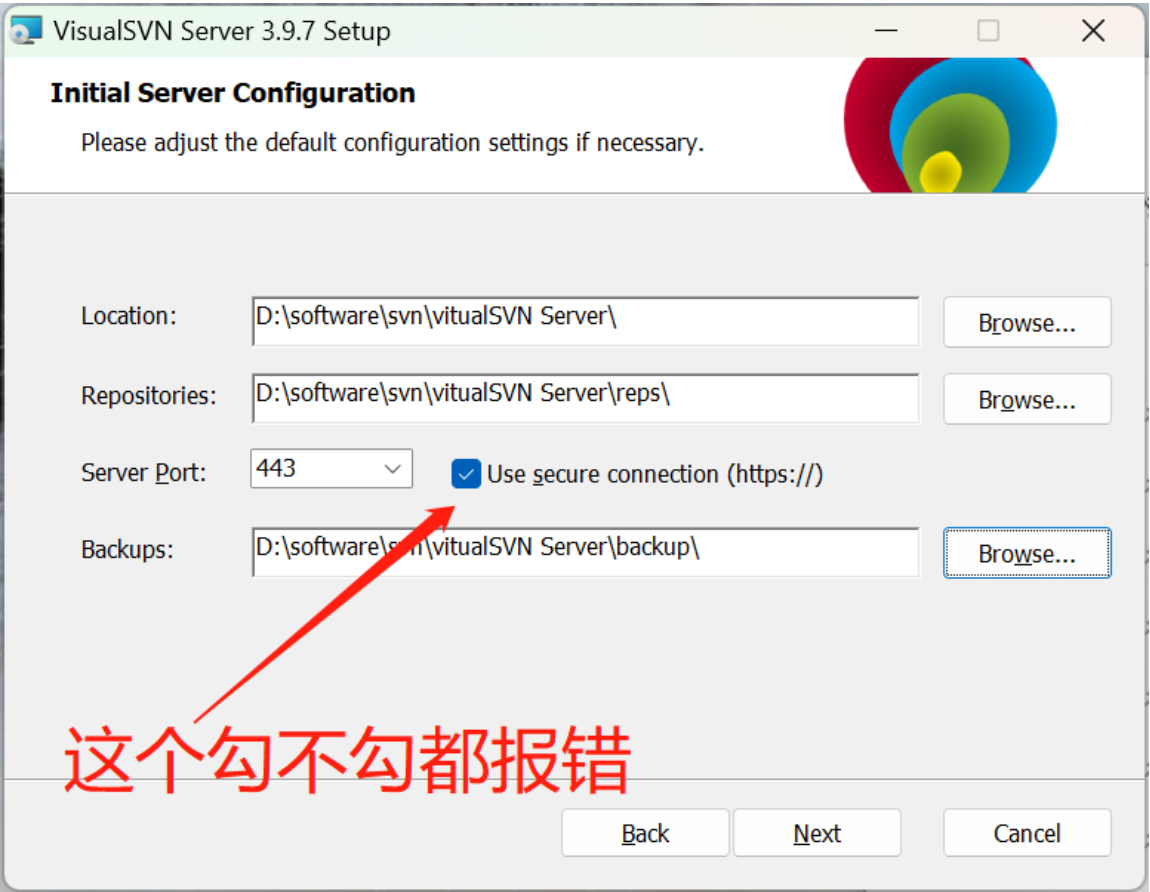 VisualSVN Server 3.9.7 Setup
Initial Server Configuration
Please adjust the default configuration settings if necessary.
Location: D:\software\svn\vitualSVN Server\ Browse...
Repositories: D:\software\svn\vitualSVN Server\reps\ Browse...
Server Port: 443 Use secure connection (https://)
Backups: D:\software\svn\vitualSVN Server\backup\ Browse...
这个勾不勾都报错
Back Next Cancel